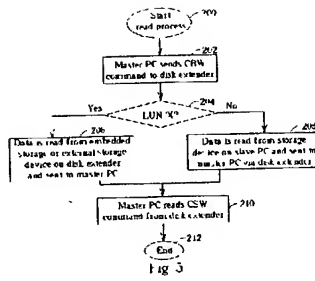 Start
read process
200
Master PC sends CBW
command to disk extender
202
LUN "X"?
204
Yes
No
206
Data is read from embedded
storage or external storage
device on disk extender
and sent to master PC
208
Data is read from storage
device on slave PC and sent to
master PC via disk extender
Master PC reads CSW
command from disk extender
210
212
End
Fig 3